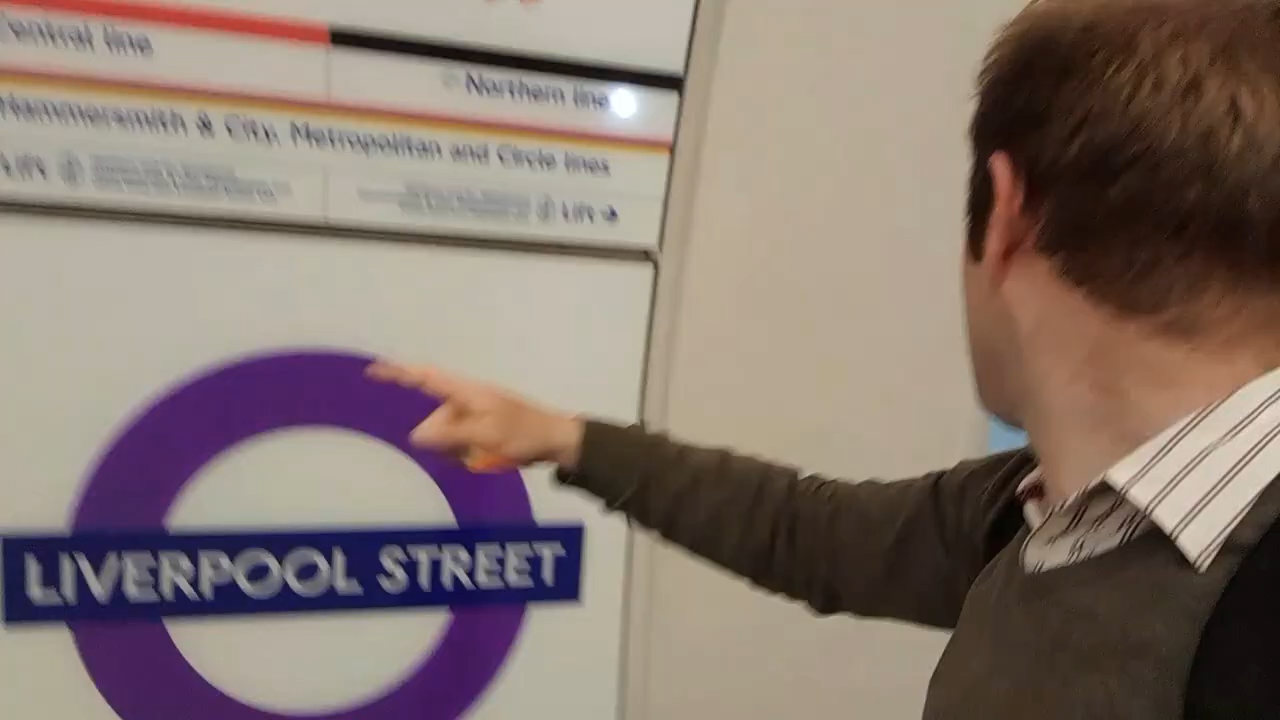 Central line
Northern line
Hammersmith & City, Metropolitan and Circle lines
Lift
Lift
LIVERPOOL STREET